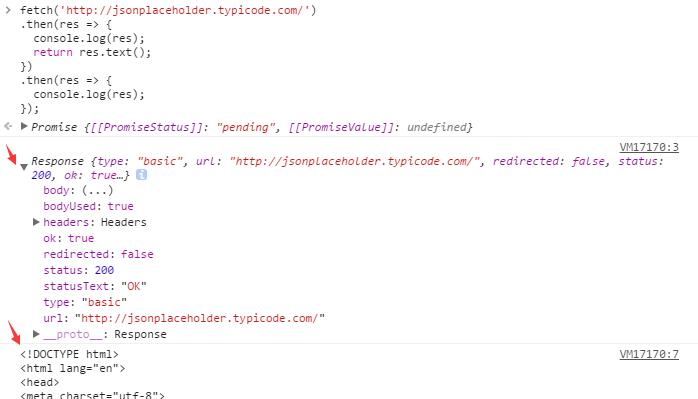 > fetch('http://jsonplaceholder.typicode.com/')
.then(res => {
console.log(res);
return res.text();
})
.then(res => {
console.log(res);
});
Promise {[[PromiseStatus]]: "pending", [[PromiseValue]]: undefined}
VM17170:3
Response {type: "basic", url: "http://jsonplaceholder.typicode.com/", redirected: false, status:
200, ok: true…}
body: (...)
bodyUsed: true
headers: Headers
ok: true
redirected: false
status: 200
statusText: "OK"
type: "basic"
url: "http://jsonplaceholder.typicode.com/"
__proto__: Response
<!DOCTYPE html> VM17170:7
<html lang="en">
<head>
<meta charset="utf-8">